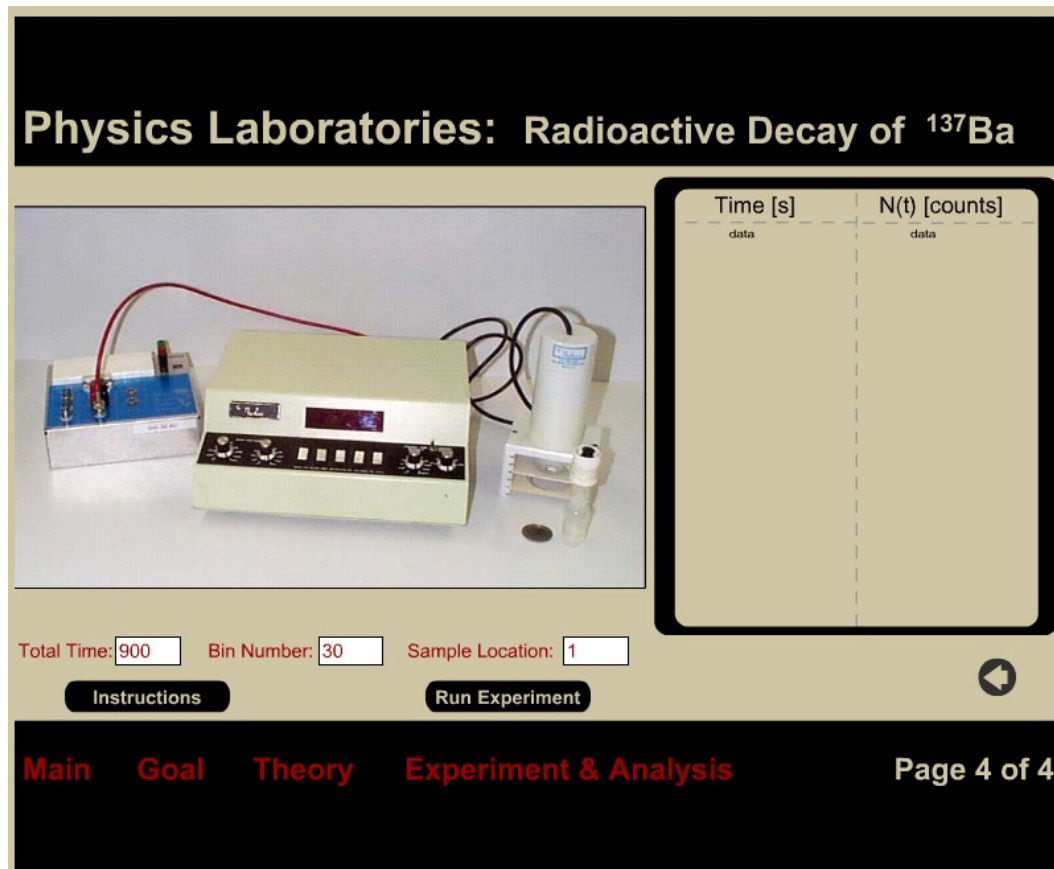 Physics Laboratories: Radioactive Decay of ¹³⁷Ba
Time [s] N(t) [counts]
data data
Total Time: 900 Bin Number: 30 Sample Location: 1
Instructions Run Experiment
Main Goal Theory Experiment & Analysis Page 4 of 4